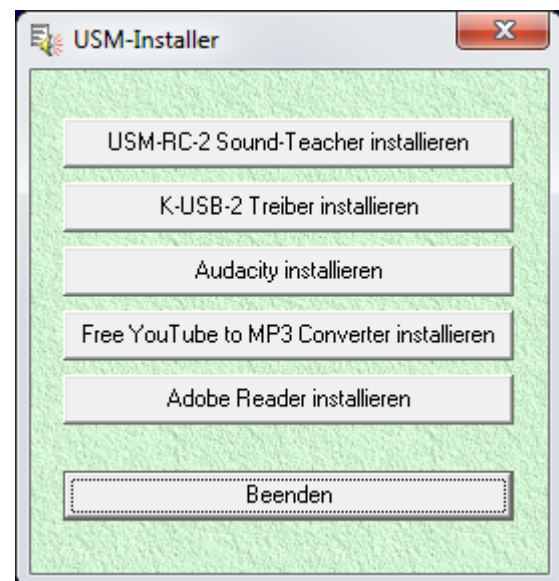 USM-Installer
USM-RC-2 Sound-Teacher installieren
K-USB-2 Treiber installieren
Audacity installieren
Free YouTube to MP3 Converter installieren
Adobe Reader installieren
Beenden